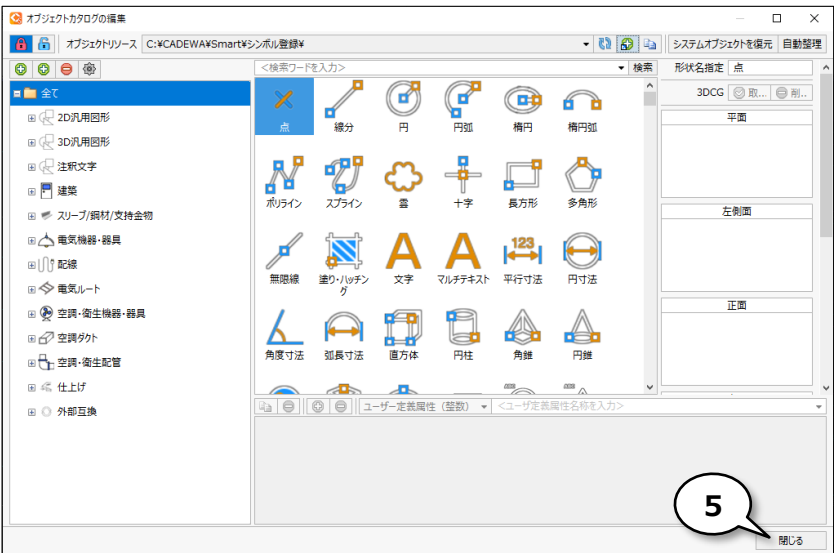 オブジェクトカタログの編集
オブジェクトリソース C:¥CADEWA¥Smart¥シンボル登録¥ システムオブジェクトを復元 自動整理
<検索ワードを入力> 検索 形状名指定 点
3DCG 取... 削...
全て
2D汎用図形
3D汎用図形
注釈文字
建築
スリーブ/鋼材/支持金物
電気機器・器具
配線
電気ルート
空調・衛生機器・器具
空調ダクト
空調・衛生配管
仕上げ
外部互換
点 線分 円 円弧 楕円 楕円弧
ポリライン スプライン 雲 十字 長方形 多角形
123
無限線 塗り・ハッチング 文字 マルチテキスト 平行寸法 円寸法
角度寸法 弧長寸法 直方体 円柱 角錐 円錐
平面
左側面
正面
ユーザー定義属性（整数） <ユーザ定義属性名称を入力>
5
閉じる